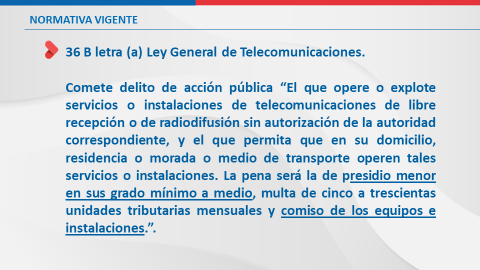 NORMATIVA VIGENTE
36 B letra (a) Ley General de Telecomunicaciones.
Comete delito de acción pública “El que opere o explote
servicios o instalaciones de telecomunicaciones de libre
recepción o de radiodifusión sin autorización de la autoridad
correspondiente, y el que permita que en su domicilio,
residencia o morada o medio de transporte operen tales
servicios o instalaciones. La pena será la de presidio menor
en sus grado mínimo a medio, multa de cinco a trescientas
unidades tributarias mensuales y comiso de los equipos e
instalaciones.”.